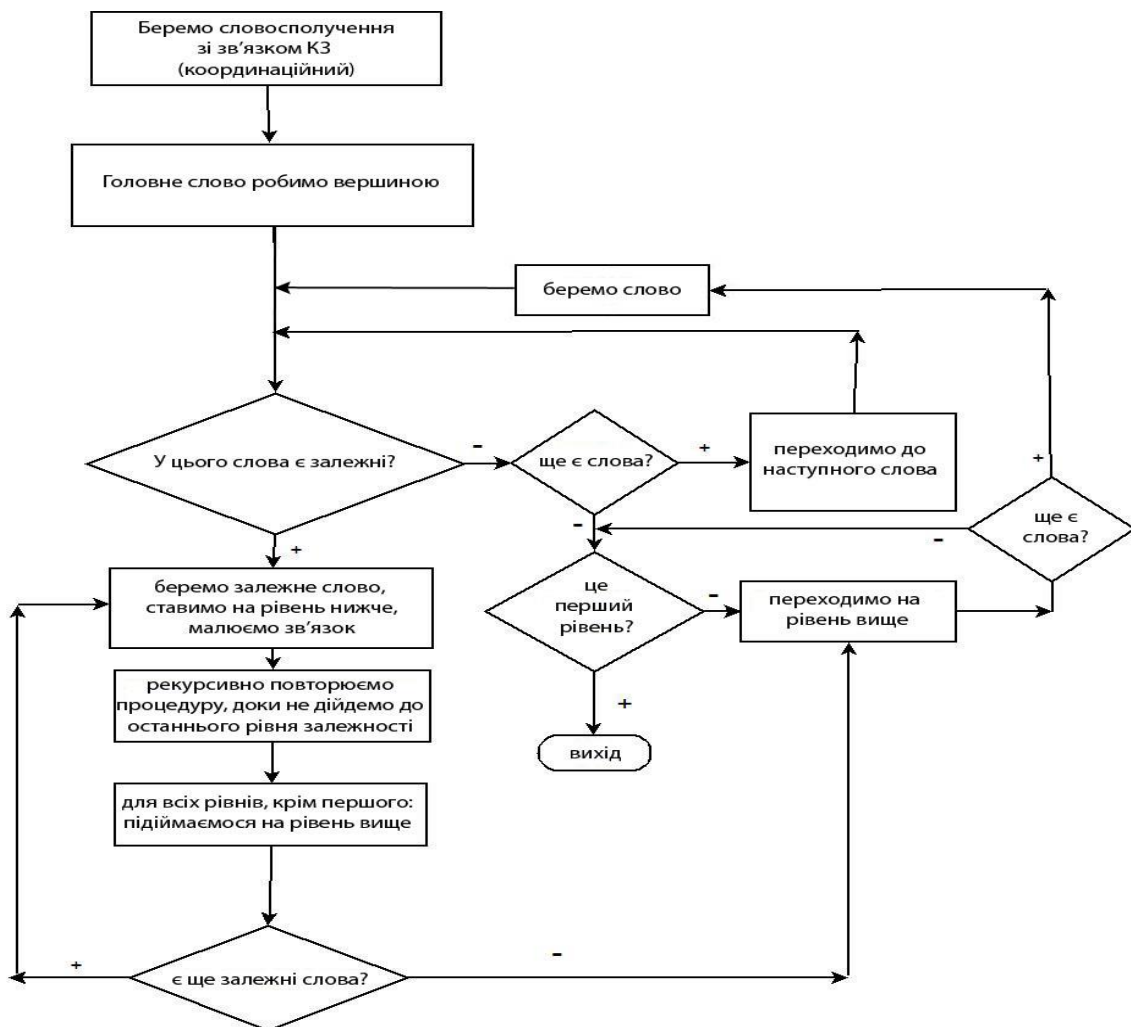 Беремо словосполучення
зі зв’язком КЗ
(координаційний)
Головне слово робимо вершиною
беремо слово
У цього слова є залежні?
-
ще є слова?
+
переходимо до
наступного слова
+
ще є
слова?
-
-
+
беремо залежне слово,
ставимо на рівень нижче,
малюємо зв’язок
це
перший
рівень?
-
переходимо на
рівень вище
рекурсивно повторюємо
процедуру, доки не дійдемо до
останнього рівня залежності
+
вихід
для всіх рівнів, крім першого:
підіймаємося на рівень вище
+
є ще залежні слова?
-